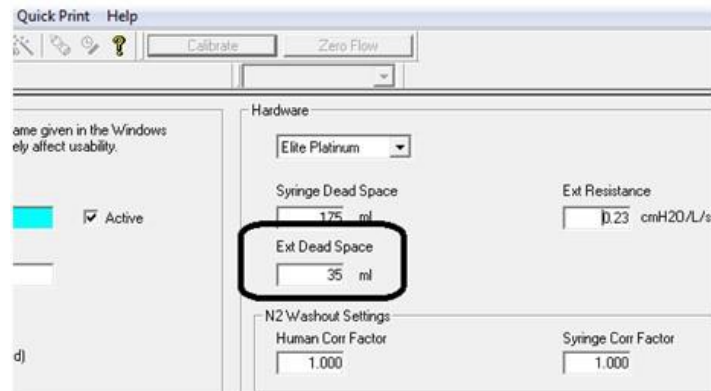 Quick Print Help
Calibrate Zero Flow
Hardware
ame given in the Windows
ely affect usability.
Elite Platinum
Syringe Dead Space Ext Resistance
Active 175 ml 0.23 cmH2O/L/s
Ext Dead Space
35 ml
N2 Washout Settings
Human Corr Factor Syringe Corr Factor
d) 1.000 1.000